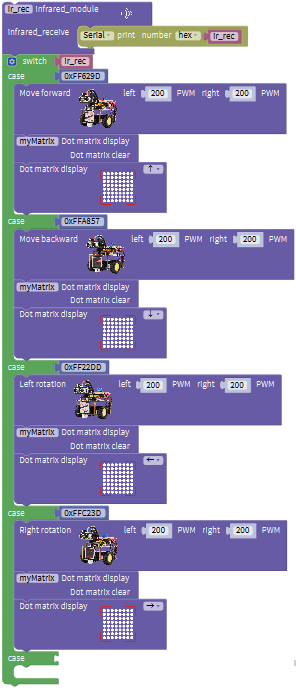 ir_rec Infrared_module
Infrared_receive Serial print number hex ir_rec
switch ir_rec
case 0xFF629D
Move forward left 200 PWM right 200 PWM
myMatrix Dot matrix display
Dot matrix clear
Dot matrix display ↑
case 0xFFA857
Move backward left 200 PWM right 200 PWM
myMatrix Dot matrix display
Dot matrix clear
Dot matrix display ↓
case 0xFF22DD
Left rotation left 200 PWM right 200 PWM
myMatrix Dot matrix display
Dot matrix clear
Dot matrix display ←
case 0xFFC23D
Right rotation left 200 PWM right 200 PWM
myMatrix Dot matrix display
Dot matrix clear
Dot matrix display →
case